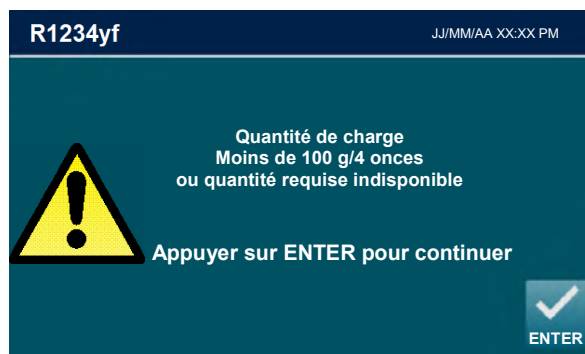 R1234yf
JJ/MM/AA XX:XX PM
Quantité de charge
Moins de 100 g/4 onces
ou quantité requise indisponible
Appuyer sur ENTER pour continuer
ENTER